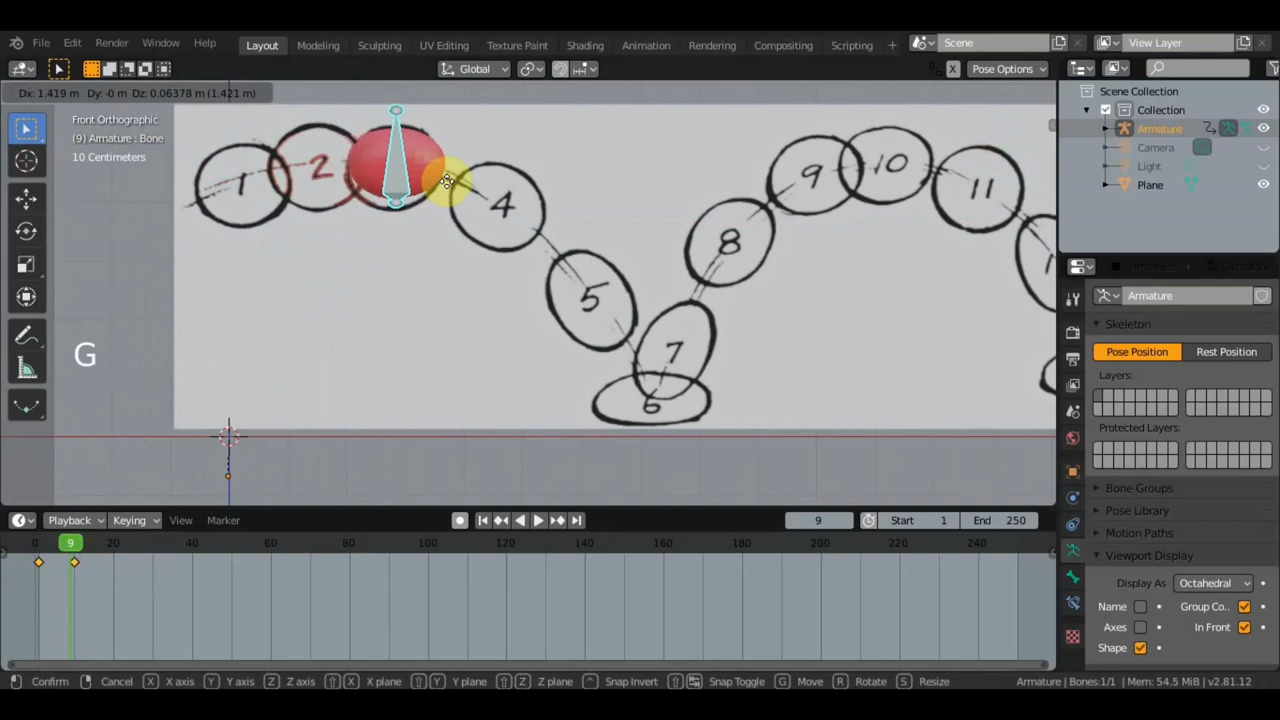 File Edit Render Window Help Layout Modeling Sculpting UV Editing Texture Paint Shading Animation Rendering Compositing Scripting + Scene View Layer
Global X Pose Options
Dx: 1.419 m Dy: -0 m Dz: 0.06378 m (1.421 m)
Front Orthographic
(9) Armature : Bone
10 Centimeters
1 2 4 5 6 7 8 9 10 11
G
Scene Collection
Collection
Armature
Camera
Light
Plane
Armature
Skeleton
Pose Position Rest Position
Layers:
Protected Layers:
Bone Groups
Pose Library
Motion Paths
Viewport Display
Display As Octahedral
Name Group Co..
Axes In Front
Shape
Playback Keying View Marker 9 Start 1 End 250
0 9 20 40 60 80 100 120 140 160 180 200 220 240
Confirm Cancel X X axis Y Y axis Z Z axis X X plane Y Y plane Z Z plane ^ Snap Invert Snap Toggle G Move R Rotate S Resize Armature | Bones:1/1 | Mem: 54.5 MiB | v2.81.12